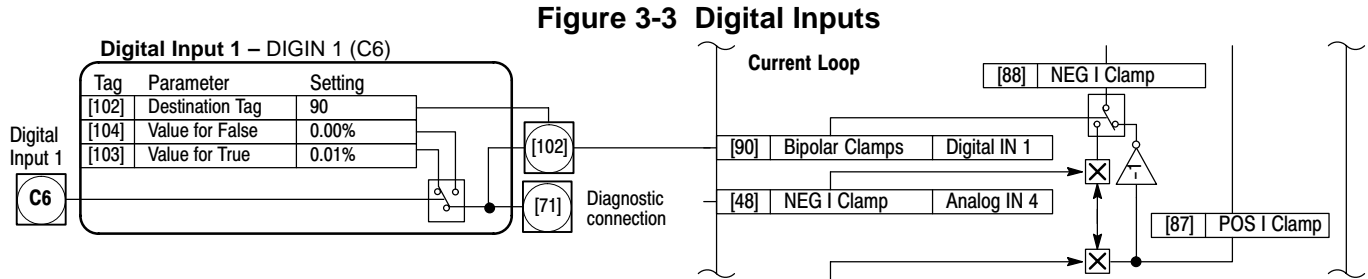 Figure 3-3 Digital Inputs
Digital Input 1 – DIGIN 1 (C6)
Tag Parameter Setting
[102] Destination Tag 90
[104] Value for False 0.00%
[103] Value for True 0.01%
Digital
Input 1
C6
[102]
[71]
Diagnostic
connection
Current Loop
[88] NEG I Clamp
[90] Bipolar Clamps Digital IN 1
[48] NEG I Clamp Analog IN 4
[87] POS I Clamp